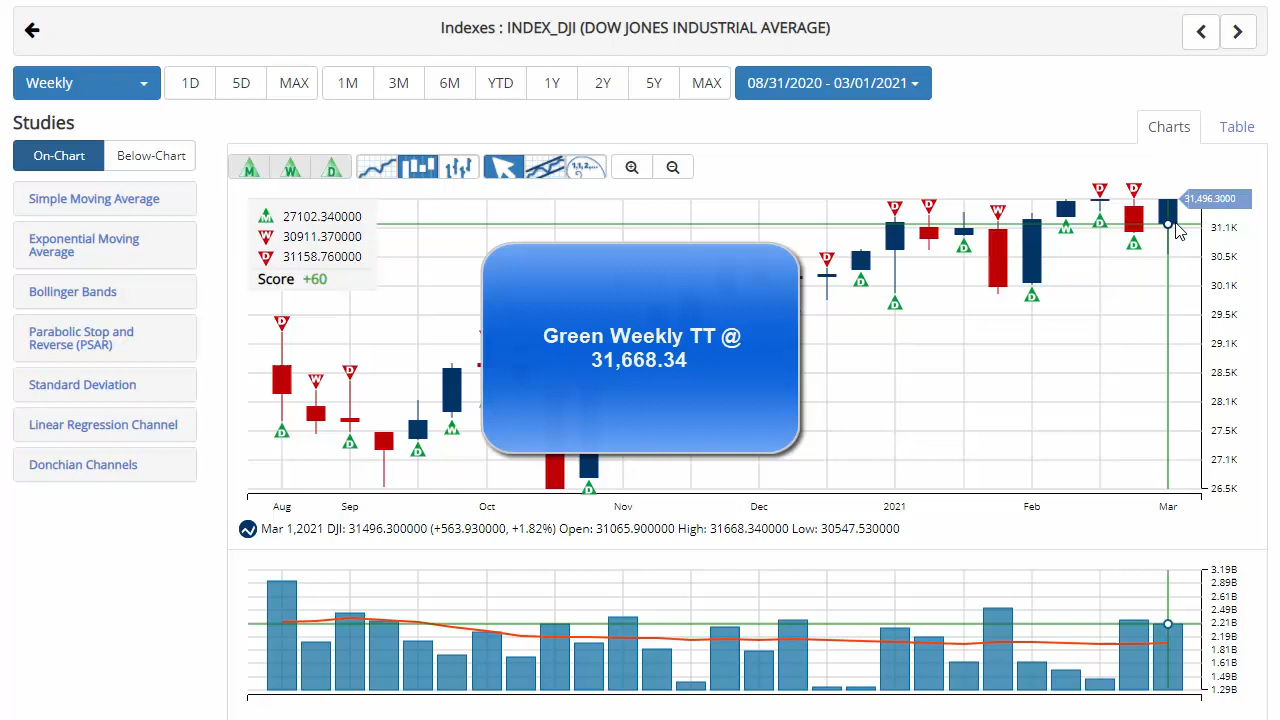 Indexes : INDEX_DJI (DOW JONES INDUSTRIAL AVERAGE)
Weekly 1D 5D MAX 1M 3M 6M YTD 1Y 2Y 5Y MAX 08/31/2020 - 03/01/2021
Studies
Charts Table
On-Chart Below-Chart
M W D
Simple Moving Average
Exponential Moving
Average
Bollinger Bands
Parabolic Stop and
Reverse (PSAR)
Standard Deviation
Linear Regression Channel
Donchian Channels
M 27102.340000
W 30911.370000
D 31158.760000
Score +60
Green Weekly TT @
31,668.34
31,496.3000
31.1K
30.5K
30.1K
29.5K
29.1K
28.5K
28.1K
27.5K
27.1K
26.5K
Aug Sep Oct Nov Dec 2021 Feb Mar
Mar 1,2021 DJI: 31496.300000 (+563.930000, +1.82%) Open: 31065.900000 High: 31668.340000 Low: 30547.530000
3.19B
2.89B
2.61B
2.49B
2.21B
2.19B
1.81B
1.61B
1.49B
1.29B